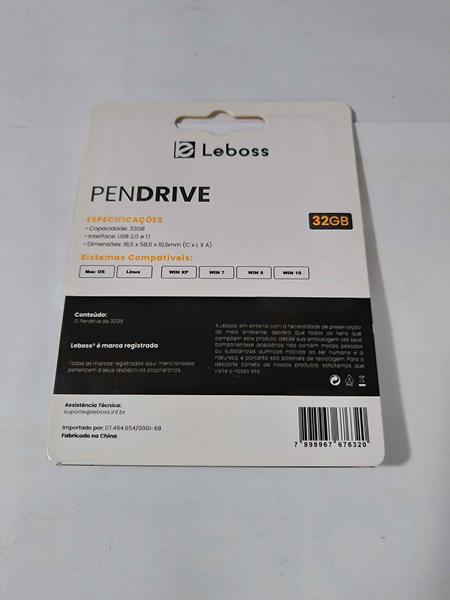 Leboss
PENDRIVE
ESPECIFICAÇÕES
• Capacidade: 32GB
• Interface: USB 2.0 e 1.1
• Dimensões: 18,5 x 58,5 x 10,5mm (C x L X A)
32GB
Sistemas Compatíveis:
Mac OS
Linux
WIN XP
WIN 7
WIN 8
WIN 10
Conteúdo:
01 Pendrive de 32GB
Leboss® é marca registrada
Todas as marcas registradas aqui mencionadas
pertencem à seus respectivos proprietários.
A Leboss, em sintonia com a necessidade de preservação
do meio ambiente, declara que todos os itens que
compõem este produto, desde sua embalagem até seus
pertences e acessórios não contém metais pesados
ou substâncias químicas nocivas ao ser humano e a
natureza, e portanto são passíveis de reciclagem. Para o
descarte correto de nossos produtos, solicitamos que
visite o nosso site.
Assistência Técnica:
suporte@leboss.inf.br
Importado por: 07.494.654/0001-68
Fabricado na China
7 898967 676320